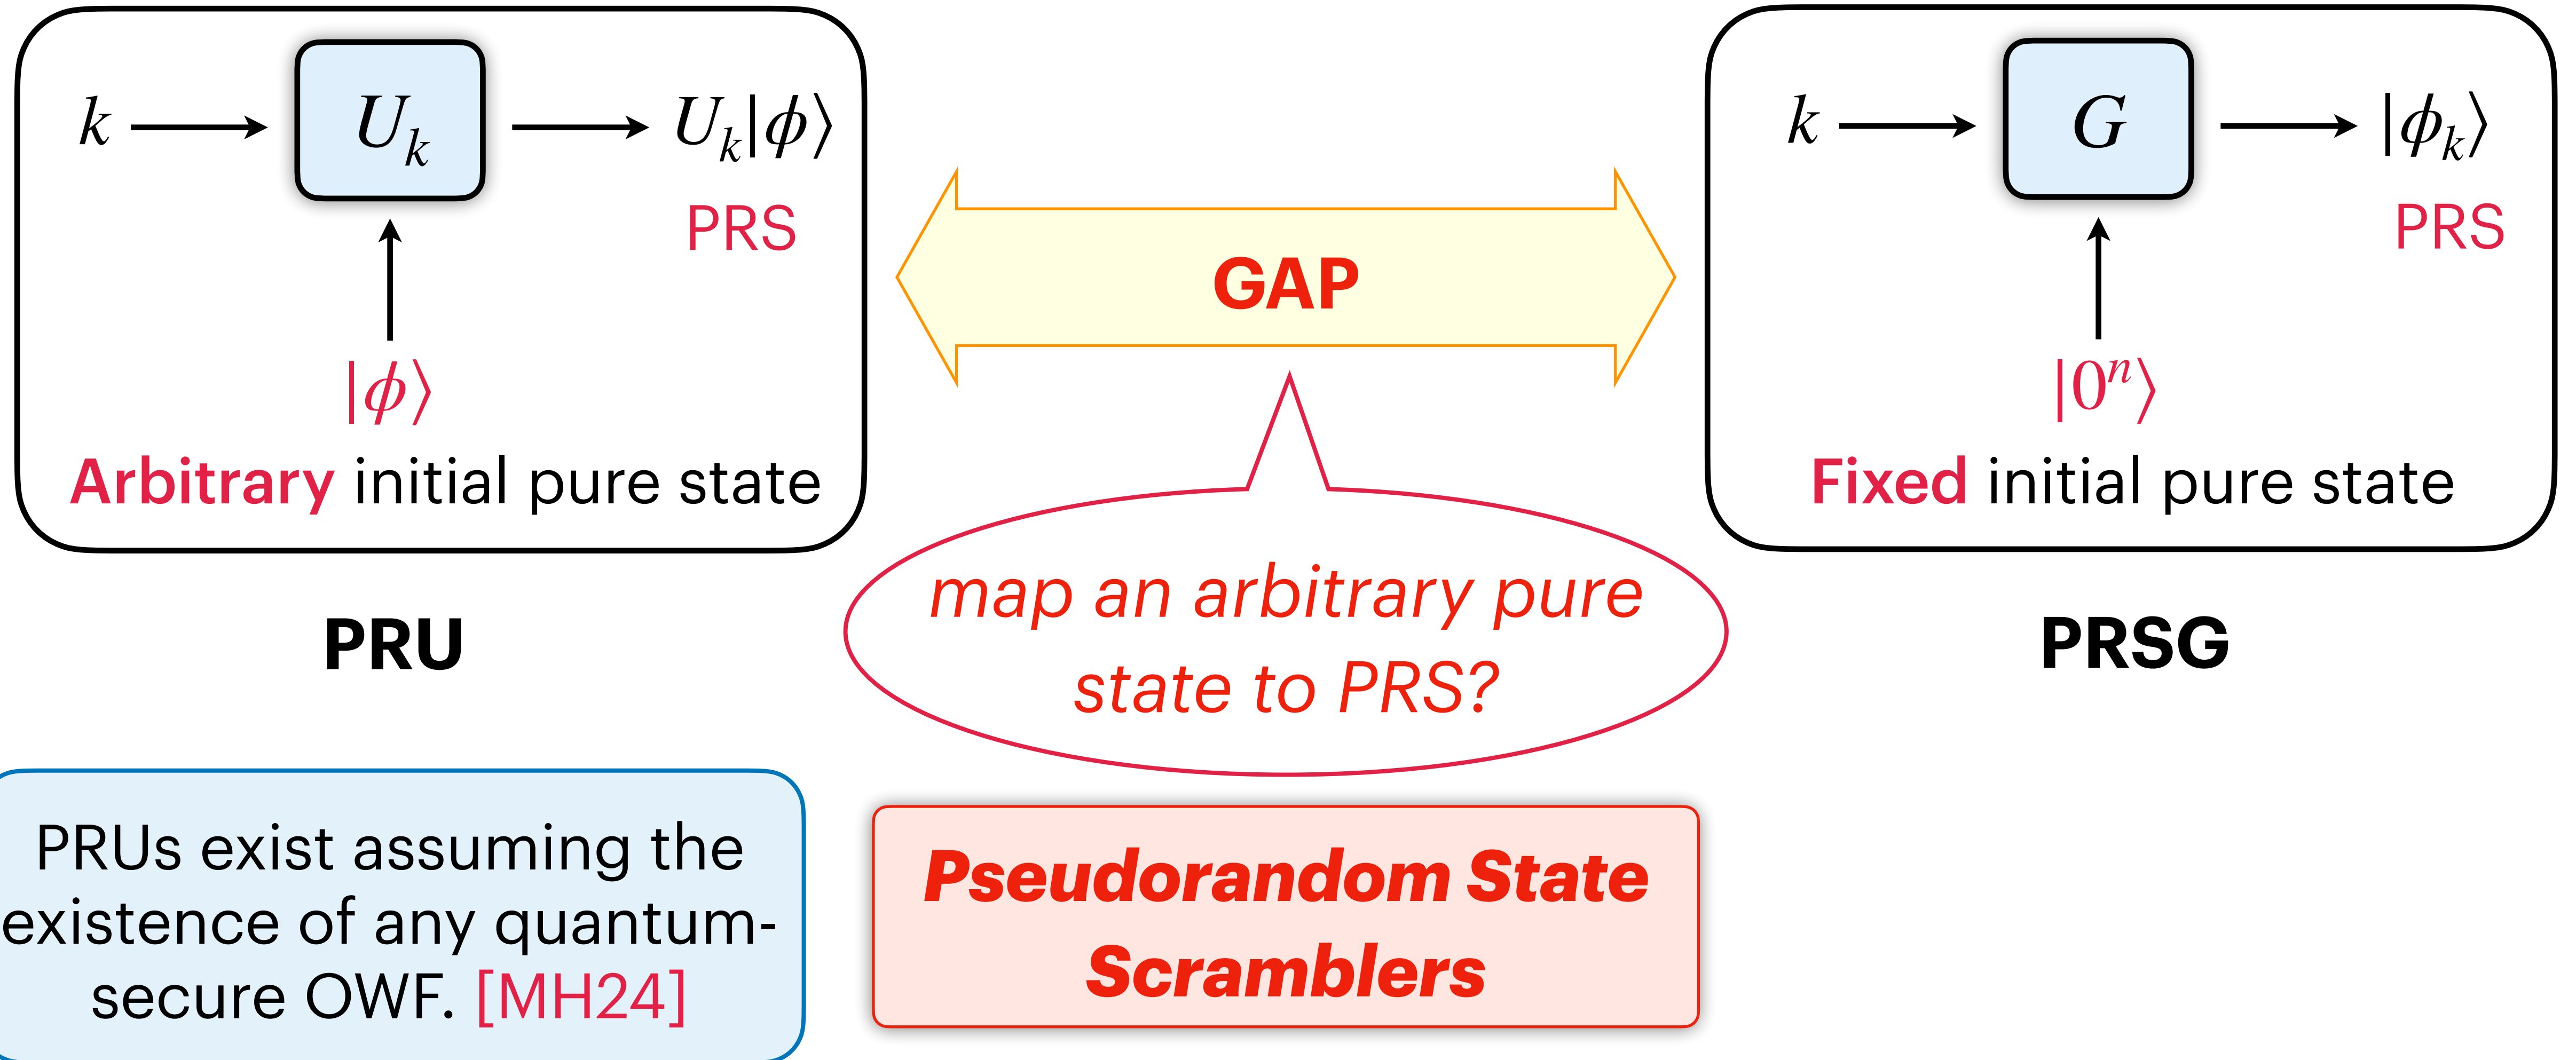 k → U_k → U_k|ϕ⟩
PRS
|ϕ⟩
Arbitrary initial pure state
PRU
GAP
map an arbitrary pure
state to PRS?
k → G → |ϕ_k⟩
PRS
|0^n⟩
Fixed initial pure state
PRSG
PRUs exist assuming the
existence of any quantum-
secure OWF. [MH24]
Pseudorandom State
Scramblers